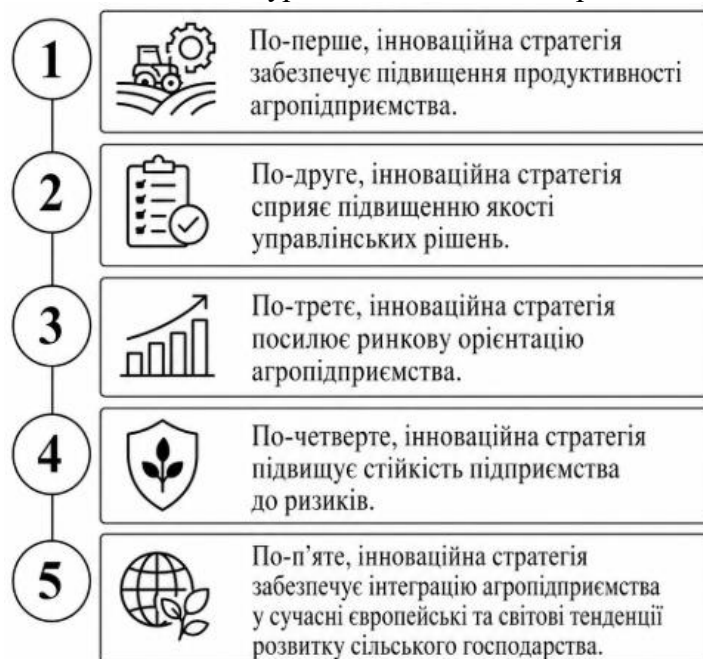 1
По-перше, інноваційна стратегія
забезпечує підвищення продуктивності
агропідприємства.
2
По-друге, інноваційна стратегія
сприяє підвищенню якості
управлінських рішень.
3
По-третє, інноваційна стратегія
посилює ринкову орієнтацію
агропідприємства.
4
По-четверте, інноваційна стратегія
підвищує стійкість підприємства
до ризиків.
5
По-п’яте, інноваційна стратегія
забезпечує інтеграцію агропідприємства
у сучасні європейські та світові тенденції
розвитку сільського господарства.